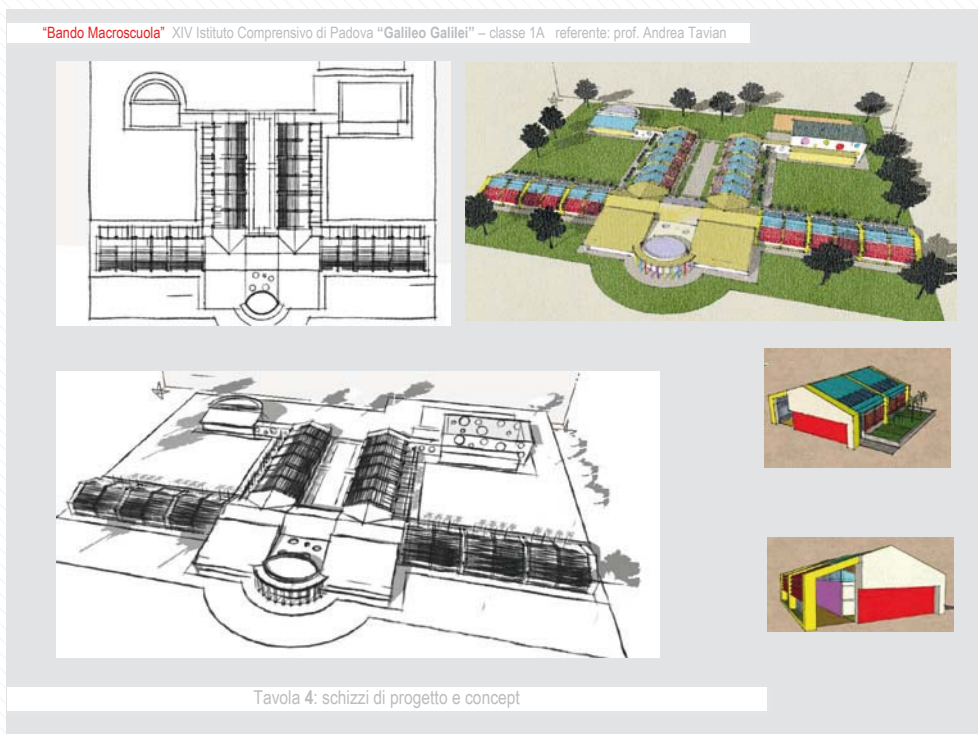 “Bando Macroscuola” XIV Istituto Comprensivo di Padova “Galileo Galilei” – classe 1A referente: prof. Andrea Tavian
Tavola 4: schizzi di progetto e concept